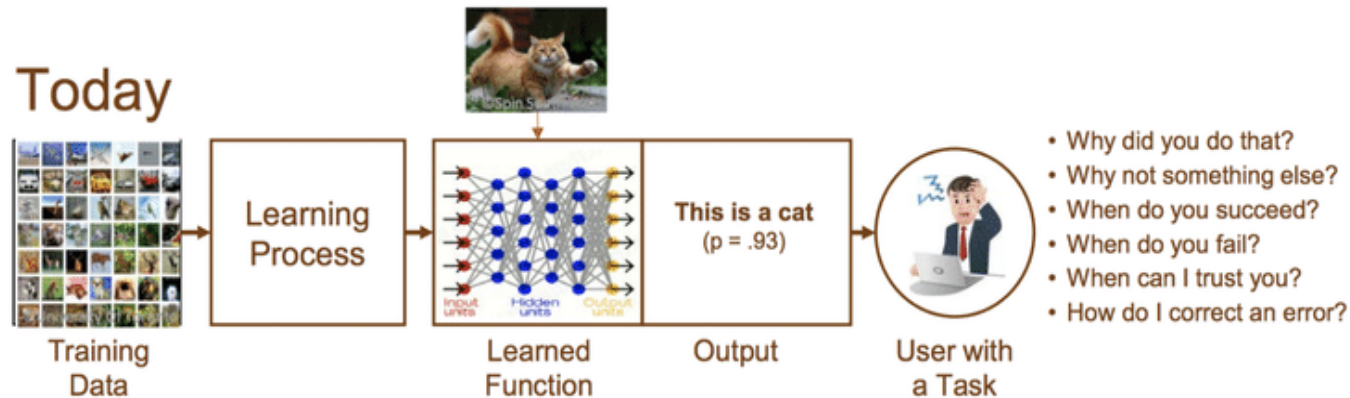 Today
©Spin
Learning
Process
Input
units
Hidden
units
Output
units
This is a cat
(p = .93)
• Why did you do that?
• Why not something else?
• When do you succeed?
• When do you fail?
• When can I trust you?
• How do I correct an error?
Training
Data
Learned
Function
Output
User with
a Task